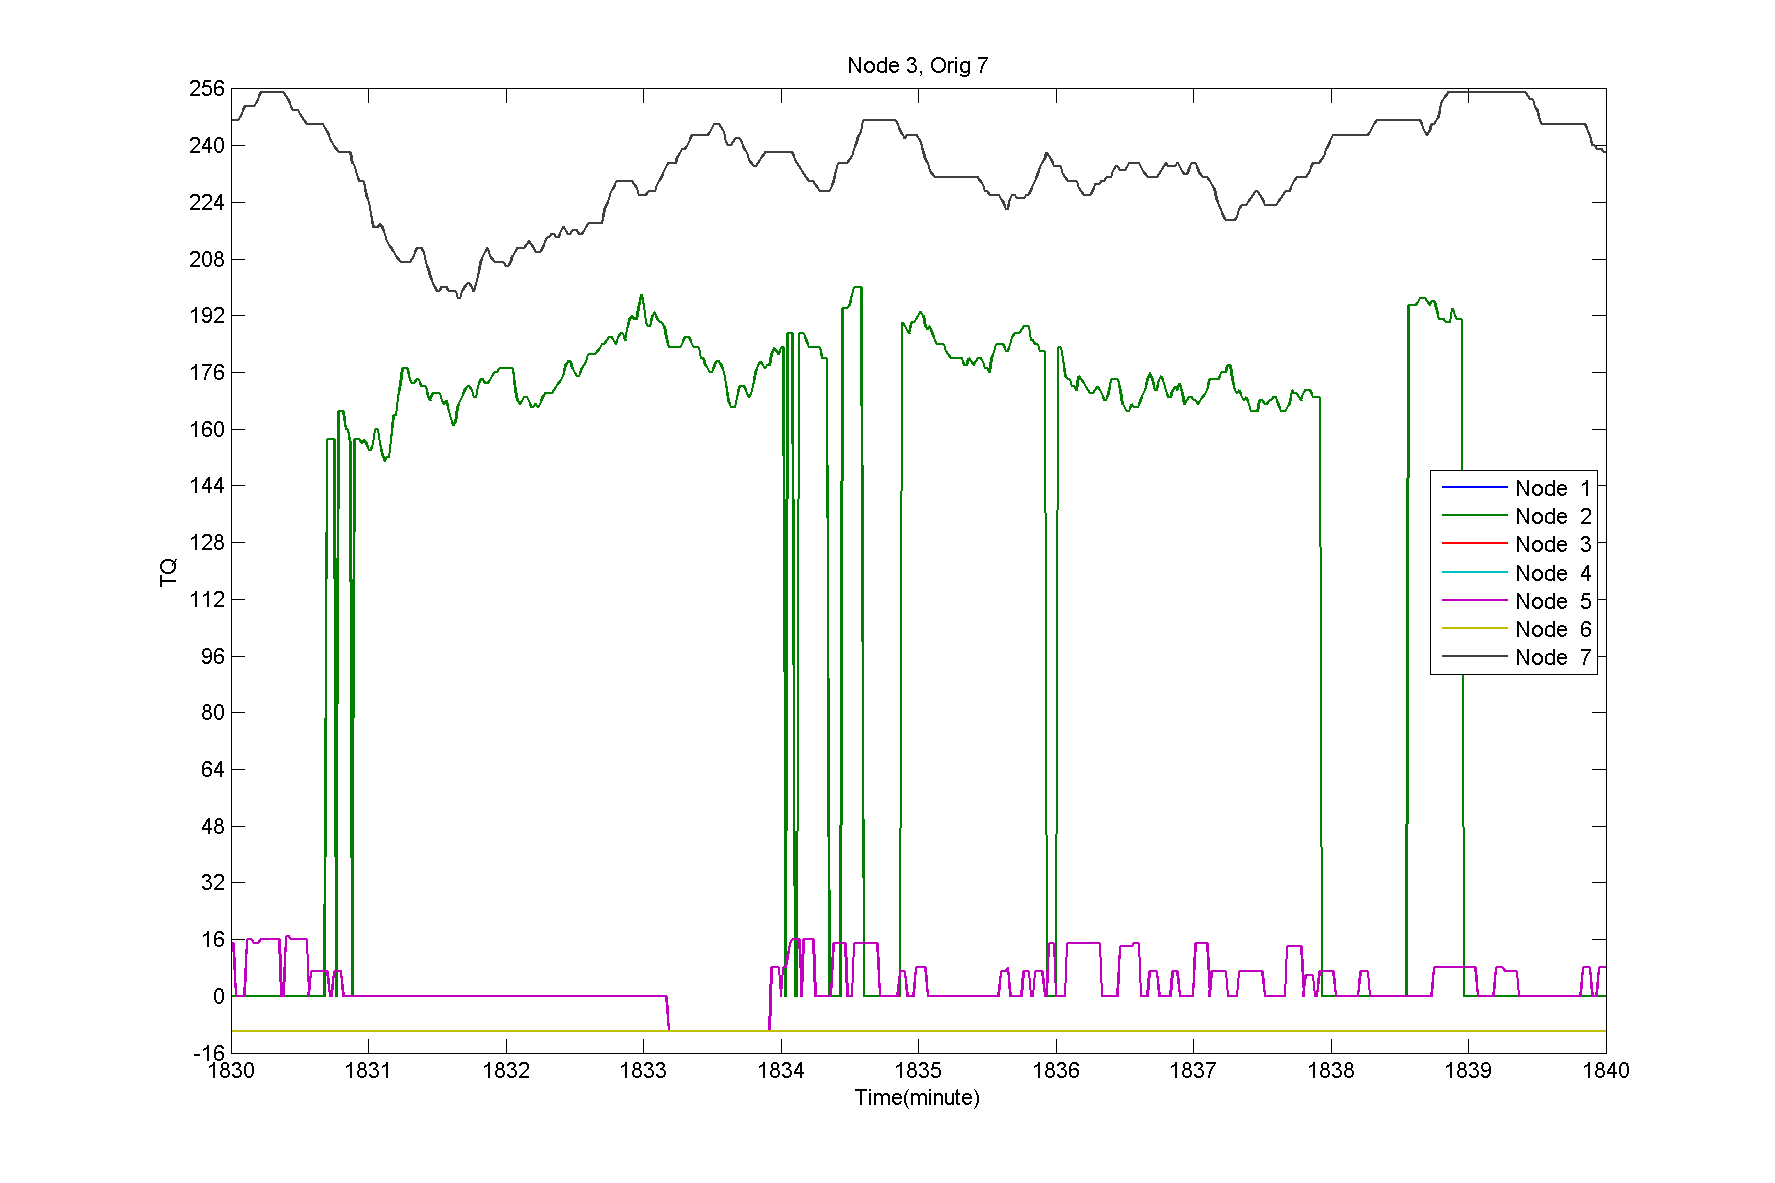 Node 3, Orig 7
256
240
224
208
192
176
160
144
128
112
96
80
64
48
32
16
0
-16
TQ
Node 1
Node 2
Node 3
Node 4
Node 5
Node 6
Node 7
1830 1831 1832 1833 1834 1835 1836 1837 1838 1839 1840
Time(minute)